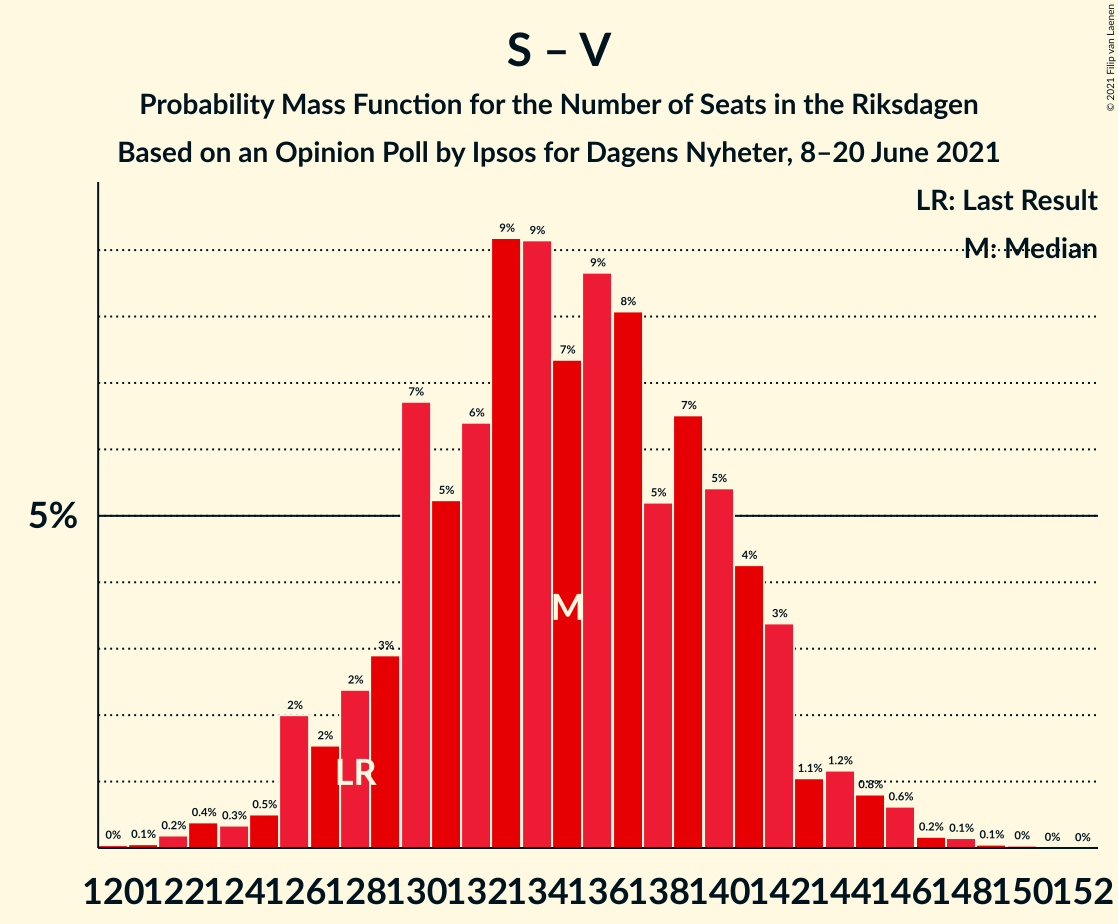 © 2021 Filip van Laenen
S – V
Probability Mass Function for the Number of Seats in the Riksdagen
Based on an Opinion Poll by Ipsos for Dagens Nyheter, 8–20 June 2021
LR: Last Result
M: Median
5%
0% 0.1% 0.2% 0.4% 0.3% 0.5% 2% 2% 2% 3% 7% 5% 6% 9% 9% 7% 9% 8% 5% 7% 5% 4% 3% 1.1% 1.2% 0.8% 0.6% 0.2% 0.1% 0.1% 0% 0% 0%
M
LR
120 122 124 126 128 130 132 134 136 138 140 142 144 146 148 150 152